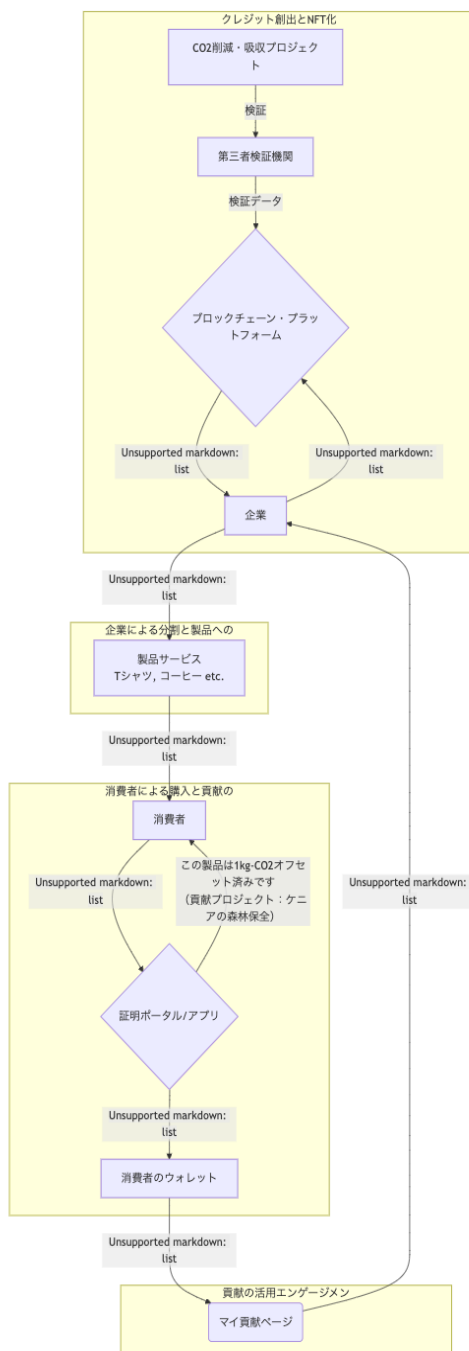 クレジット創出とNFT化
CO2削減・吸収プロジェク
ト
検証
第三者検証機関
検証データ
ブロックチェーン・プラッ
トフォーム
Unsupported markdown:
list
Unsupported markdown:
list
企業
Unsupported markdown:
list
企業による分割と製品への
製品サービス
Tシャツ, コーヒー etc.
Unsupported markdown:
list
消費者による購入と貢献の
消費者
この製品は1kg-CO2オフセ
ット済みです
（貢献プロジェクト：ケニ
アの森林保全）
Unsupported markdown:
list
Unsupported markdown:
list
証明ポータル/アプリ
Unsupported markdown:
list
消費者のウォレット
Unsupported markdown:
list
貢献の活用エンゲージメン
マイ貢献ページ